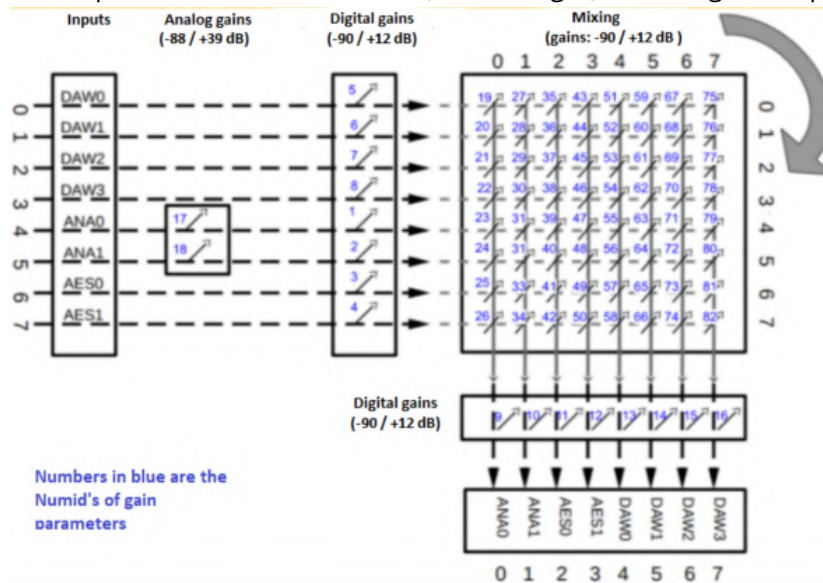 Inputs Analog gains Digital gains Mixing
(-88 / +39 dB) (-90 / +12 dB) (gains: -90 / +12 dB )
0 1 2 3 4 5 6 7
0 DAW0 5 19 27 35 43 51 59 67 75 0
1 DAW1 6 20 28 36 44 52 60 68 76 1
2 DAW2 7 21 29 37 45 53 61 69 77 2
3 DAW3 8 22 30 38 46 54 62 70 78 3
4 ANA0 17 1 23 31 39 47 55 63 71 79 4
5 ANA1 18 2 24 31 40 48 56 64 72 80 5
6 AES0 3 25 33 41 49 57 65 73 81 6
7 AES1 4 26 34 42 50 58 66 74 82 7
Digital gains
(-90 / +12 dB)
9 10 11 12 13 14 15 16
Numbers in blue are the
Numid's of gain
parameters
ANA0 ANA1 AES0 AES1 DAW0 DAW1 DAW2 DAW3
0 1 2 3 4 5 6 7